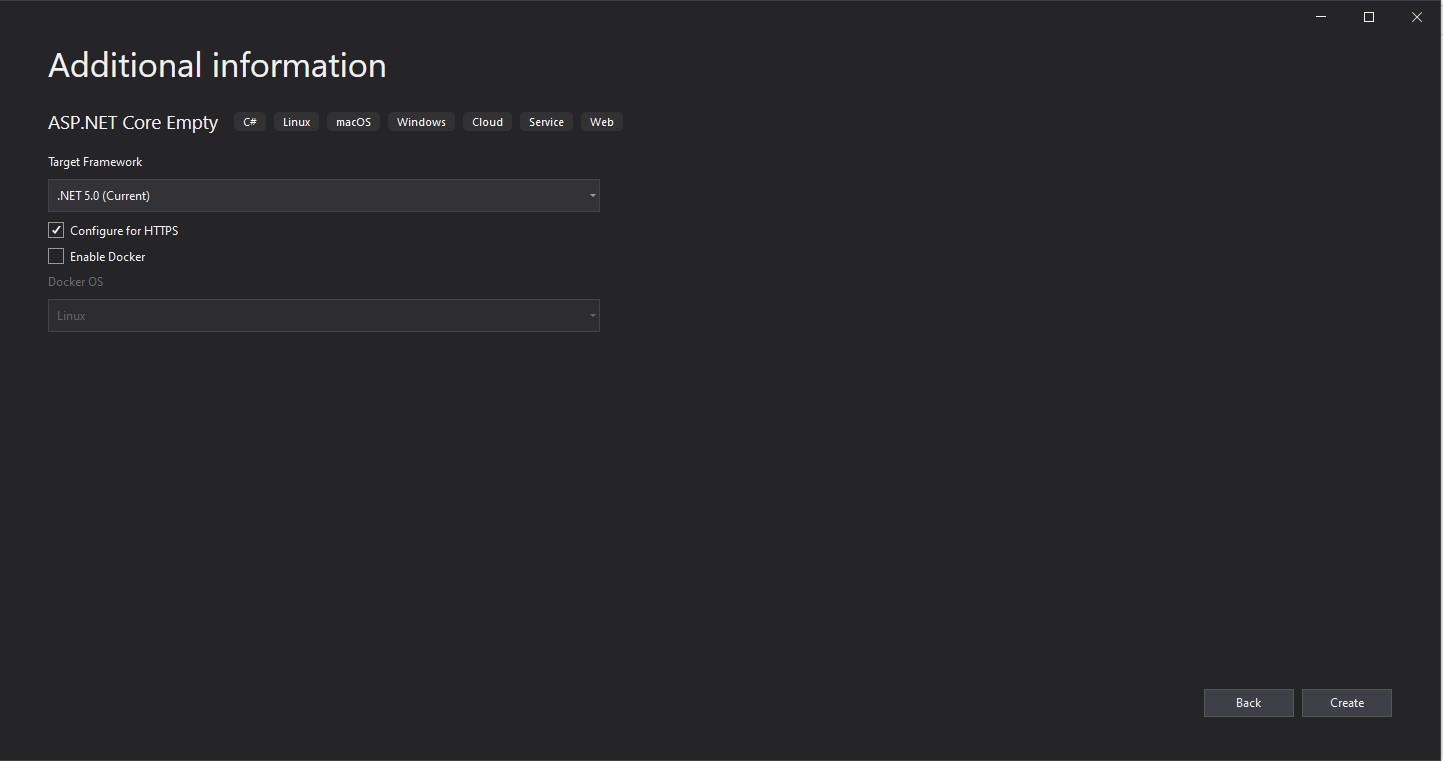 Additional information
ASP.NET Core Empty C# Linux macOS Windows Cloud Service Web
Target Framework
.NET 5.0 (Current)
Configure for HTTPS
Enable Docker
Docker OS
Linux
Back Create